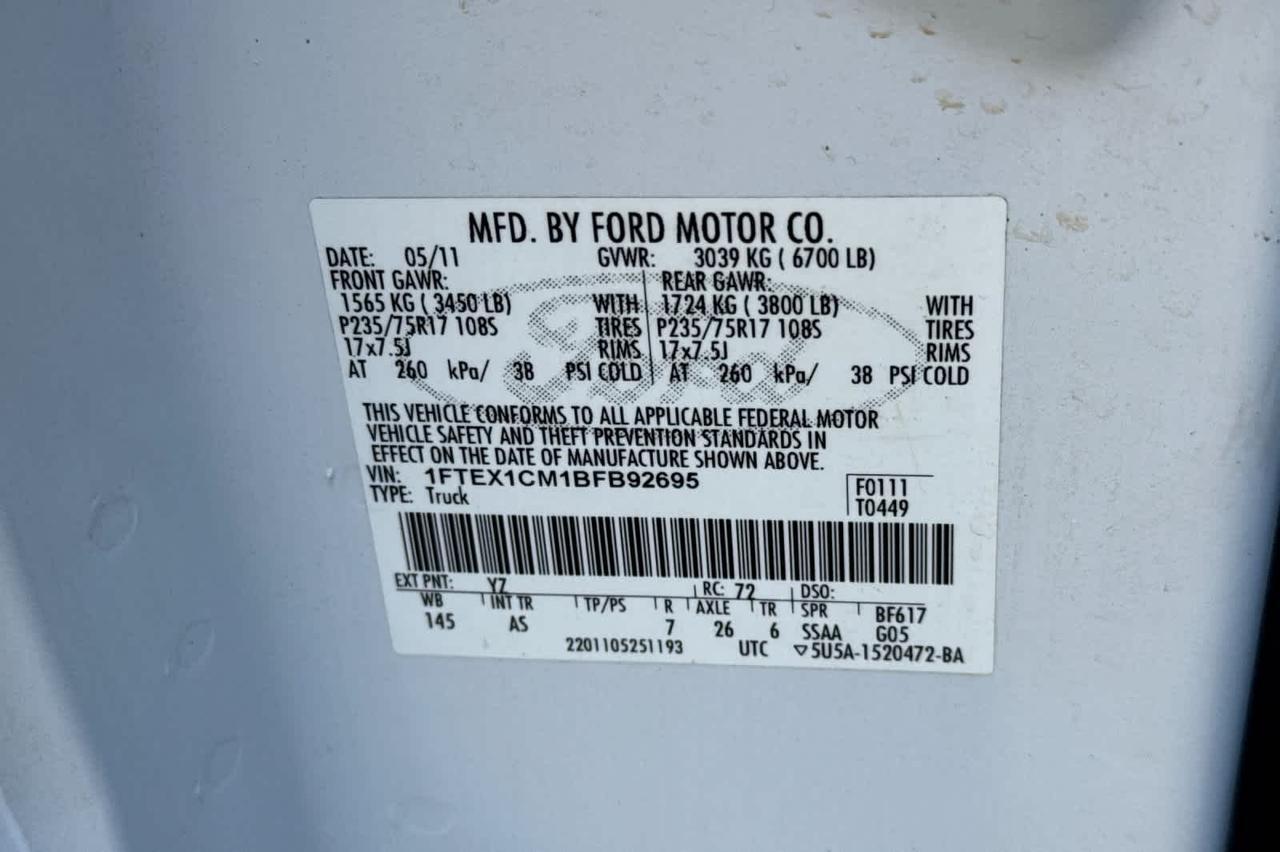 MFD. BY FORD MOTOR CO.
DATE: 05/11 GVWR: 3039 KG ( 6700 LB)
FRONT GAWR: REAR GAWR:
1565 KG ( 3450 LB) WITH 1724 KG ( 3800 LB) WITH
P235/75R17 108S TIRES P235/75R17 108S TIRES
17x7.5J RIMS 17x7.5J RIMS
AT 260 kPa/ 38 PSI COLD AT 260 kPa/ 38 PSI COLD
Ford
THIS VEHICLE CONFORMS TO ALL APPLICABLE FEDERAL MOTOR
VEHICLE SAFETY AND THEFT PREVENTION STANDARDS IN
EFFECT ON THE DATE OF MANUFACTURE SHOWN ABOVE.
VIN: 1FTEX1CM1BFB92695 F0111
TYPE: Truck T0449
EXT PNT: YZ RC: 72 DSO:
WB INT TR TP/PS R AXLE TR SPR BF617
145 AS 7 26 6 SSAA G05
2201105251193 UTC ▽5U5A-1520472-BA